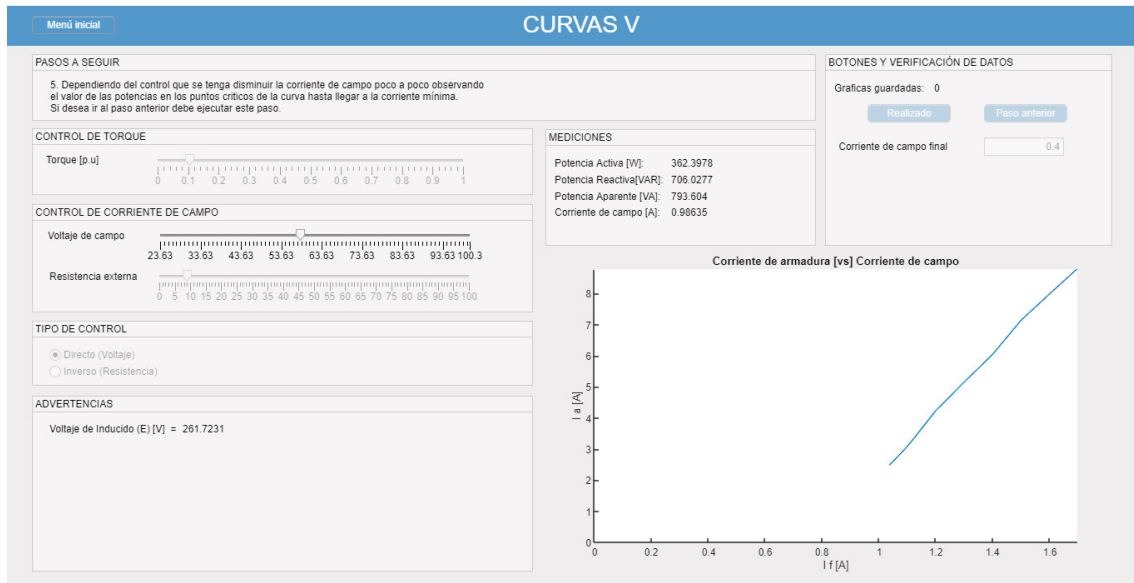 Menú inicial
CURVAS V
PASOS A SEGUIR
5. Dependiendo del control que se tenga disminuir la corriente de campo poco a poco observando
el valor de las potencias en los puntos criticos de la curva hasta llegar a la corriente mínima.
Si desea ir al paso anterior debe ejecutar este paso.
BOTONES Y VERIFICACIÓN DE DATOS
Graficas guardadas: 0
Realizado
Paso anterior
Corriente de campo final
0.4
CONTROL DE TORQUE
Torque [p.u]
0 0.1 0.2 0.3 0.4 0.5 0.6 0.7 0.8 0.9 1
MEDICIONES
Potencia Activa [W]: 362.3978
Potencia Reactiva[VAR]: 706.0277
Potencia Aparente [VA]: 793.604
Corriente de campo [A]: 0.98635
CONTROL DE CORRIENTE DE CAMPO
Voltaje de campo
23.63 33.63 43.63 53.63 63.63 73.63 83.63 93.63 100.3
Resistencia externa
0 5 10 15 20 25 30 35 40 45 50 55 60 65 70 75 80 85 90 95 100
TIPO DE CONTROL
Directo (Voltaje)
Inverso (Resistencia)
ADVERTENCIAS
Voltaje de Inducido (E) [V] = 261.7231
Corriente de armadura [vs] Corriente de campo
I a [A]
8
7
6
5
4
3
2
1
0
0 0.2 0.4 0.6 0.8 1 1.2 1.4 1.6
I f [A]